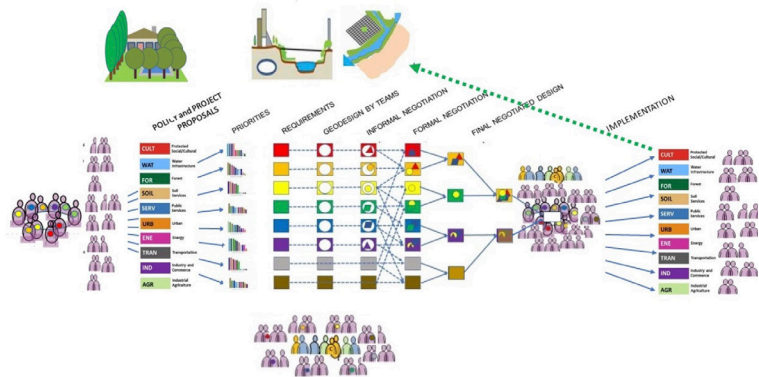 POLICY and PROJECT
PROPOSALS
PRIORITIES
REQUIREMENTS
GEODESIGN BY TEAMS
INFORMAL NEGOTIATION
FORMAL NEGOTIATION
FINAL NEGOTIATED DESIGN
IMPLEMENTATION
CULT Protected
Social/Cultural
WAT Water
Infrastructure
FOR Forest
SOIL Soil
Services
SERV Public
Services
URB Urban
ENE Energy
TRAN Transportation
IND Industry and
Commerce
AGR Industrial
Agriculture
CULT Protected
Social/Cultural
WAT Water
Infrastructure
FOR Forest
SOIL Soil
Services
SERV Public
Services
URB Urban
ENE Energy
TRAN Transportation
IND Industry and
Commerce
AGR Industrial
Agriculture